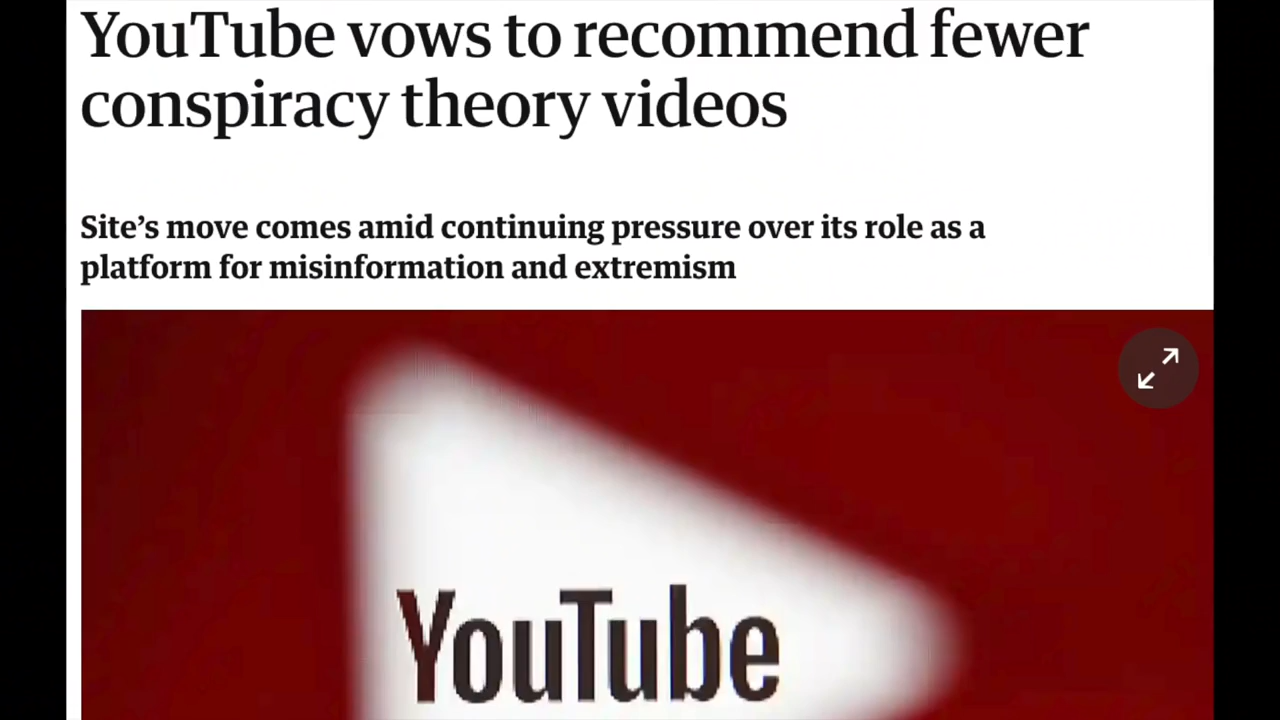 YouTube vows to recommend fewer
conspiracy theory videos
Site’s move comes amid continuing pressure over its role as a
platform for misinformation and extremism
YouTube